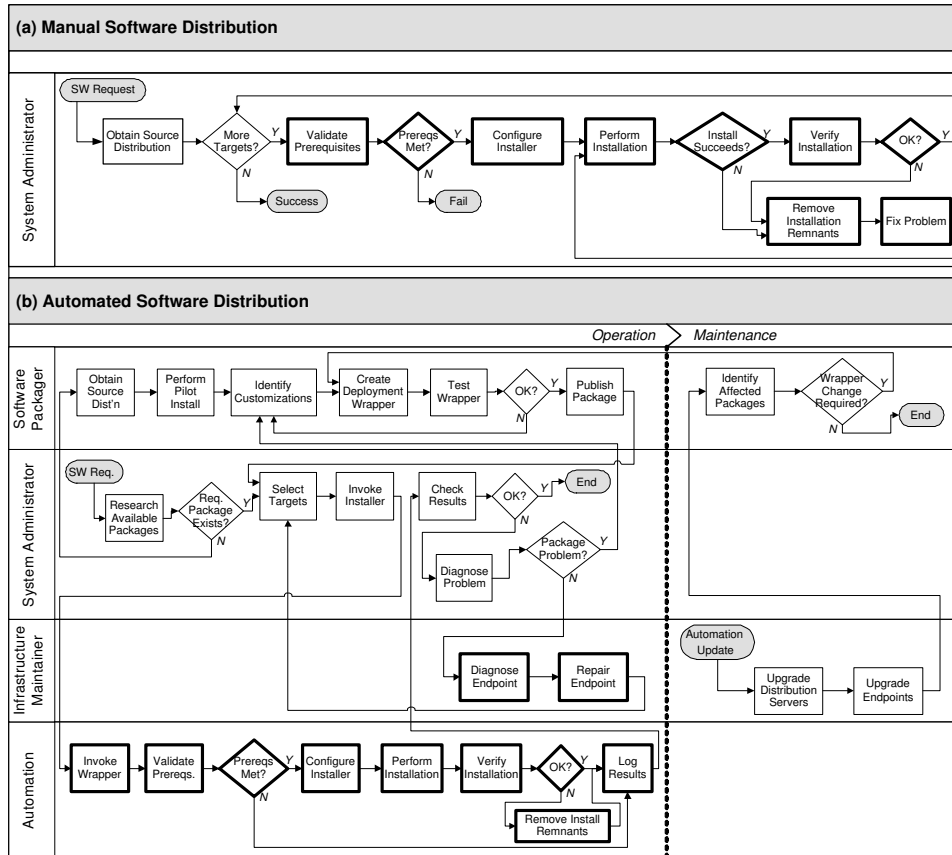 (a) Manual Software Distribution
System Administrator
SW Request
Obtain Source
Distribution
More
Targets?
Y
N
Success
Validate
Prerequisites
Prereqs
Met?
Y
N
Fail
Configure
Installer
Perform
Installation
Install
Succeeds?
Y
N
Verify
Installation
OK?
Y
N
Remove
Installation
Remnants
Fix Problem
(b) Automated Software Distribution
Operation
Maintenance
Software
Packager
Obtain
Source
Dist'n
Perform
Pilot
Install
Identify
Customizations
Create
Deployment
Wrapper
Test
Wrapper
OK?
Y
N
Publish
Package
Identify
Affected
Packages
Wrapper
Change
Required?
Y
N
End
System Administrator
SW Req.
Research
Available
Packages
Req.
Package
Exists?
Y
N
Select
Targets
Invoke
Installer
Check
Results
OK?
Y
N
End
Diagnose
Problem
Package
Problem?
Y
N
Infrastructure
Maintainer
Diagnose
Endpoint
Repair
Endpoint
Automation
Update
Upgrade
Distribution
Servers
Upgrade
Endpoints
Automation
Invoke
Wrapper
Validate
Prereqs.
Prereqs
Met?
Y
N
Configure
Installer
Perform
Installation
Verify
Installation
OK?
Y
N
Log
Results
Remove Install
Remnants